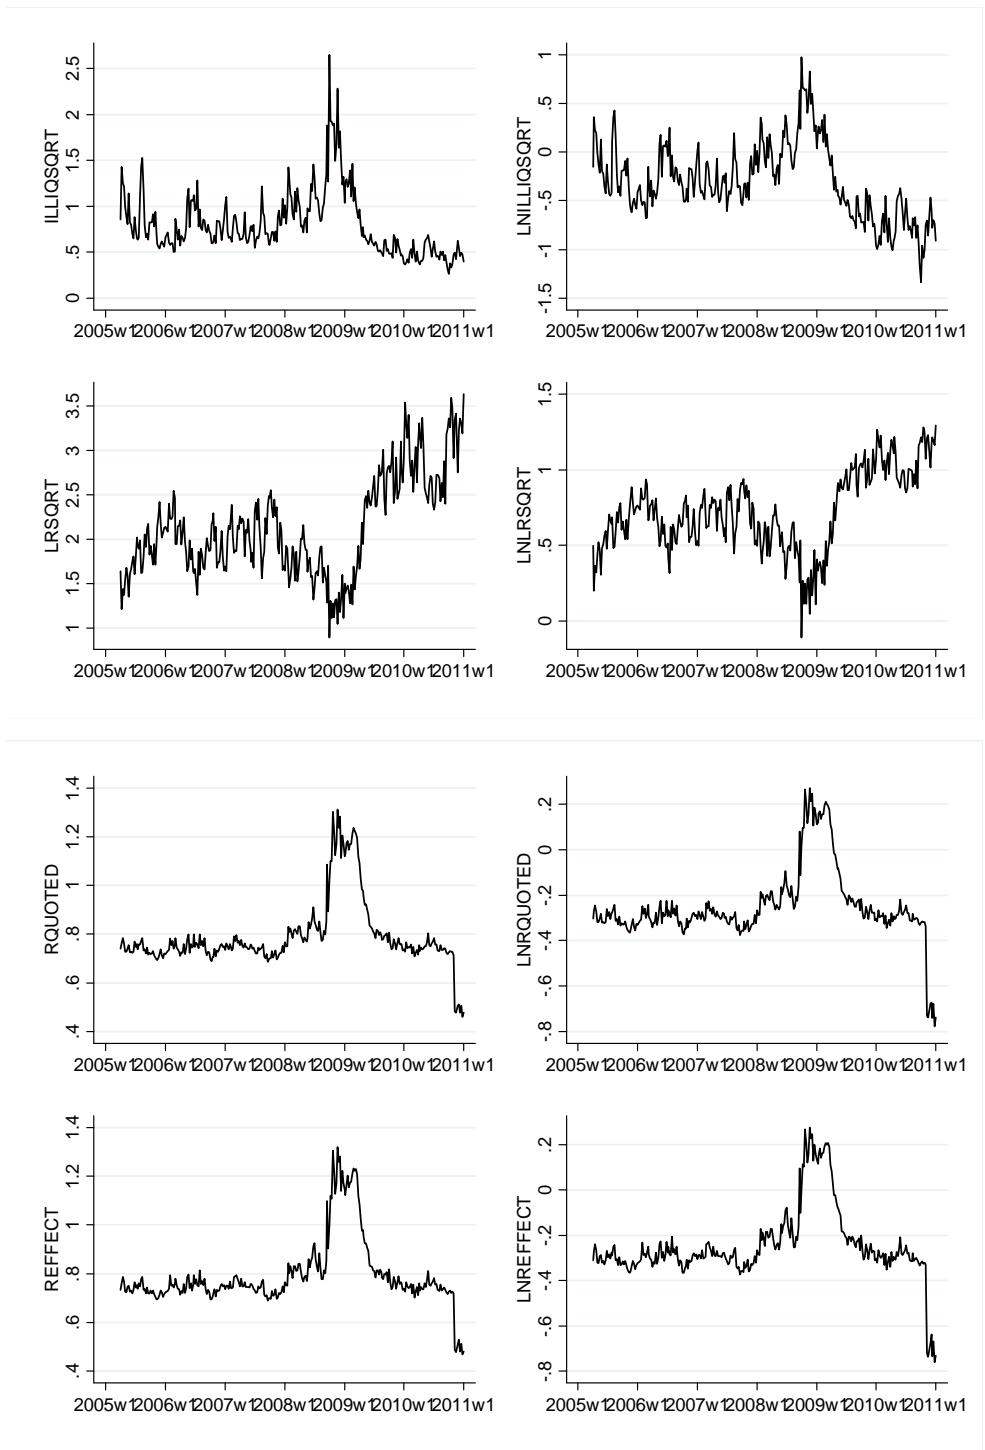 ILLIQSQRT
0 .5 1 1.5 2 2.5
2005w1 2006w1 2007w1 2008w1 2009w1 2010w1 2011w1
LNILLIQSQRT
-1.5 -1 -.5 0 .5 1
2005w1 2006w1 2007w1 2008w1 2009w1 2010w1 2011w1
LRSQRT
1 1.5 2 2.5 3 3.5
2005w1 2006w1 2007w1 2008w1 2009w1 2010w1 2011w1
LNLRSQRT
0 .5 1 1.5
2005w1 2006w1 2007w1 2008w1 2009w1 2010w1 2011w1
RQUOTED
.4 .6 .8 1 1.2 1.4
2005w1 2006w1 2007w1 2008w1 2009w1 2010w1 2011w1
LNRQUOTED
-.8 -.6 -.4 -.2 0 .2
2005w1 2006w1 2007w1 2008w1 2009w1 2010w1 2011w1
REFFECT
.4 .6 .8 1 1.2 1.4
2005w1 2006w1 2007w1 2008w1 2009w1 2010w1 2011w1
LNREFFECT
-.8 -.6 -.4 -.2 0 .2
2005w1 2006w1 2007w1 2008w1 2009w1 2010w1 2011w1